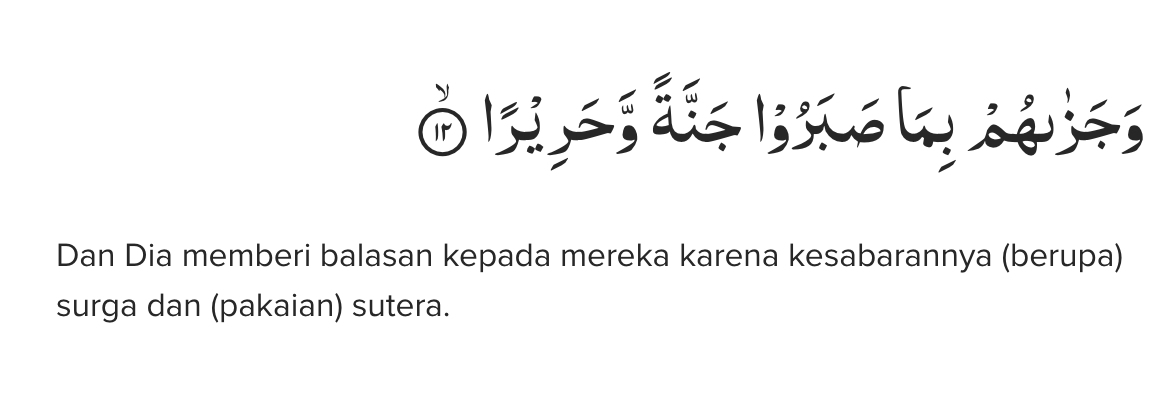 وَجَزٰىهُمْ بِمَا صَبَرُوْا جَنَّةً وَّحَرِيْرًا ۙ ١٢
Dan Dia memberi balasan kepada mereka karena kesabarannya (berupa)
surga dan (pakaian) sutera.